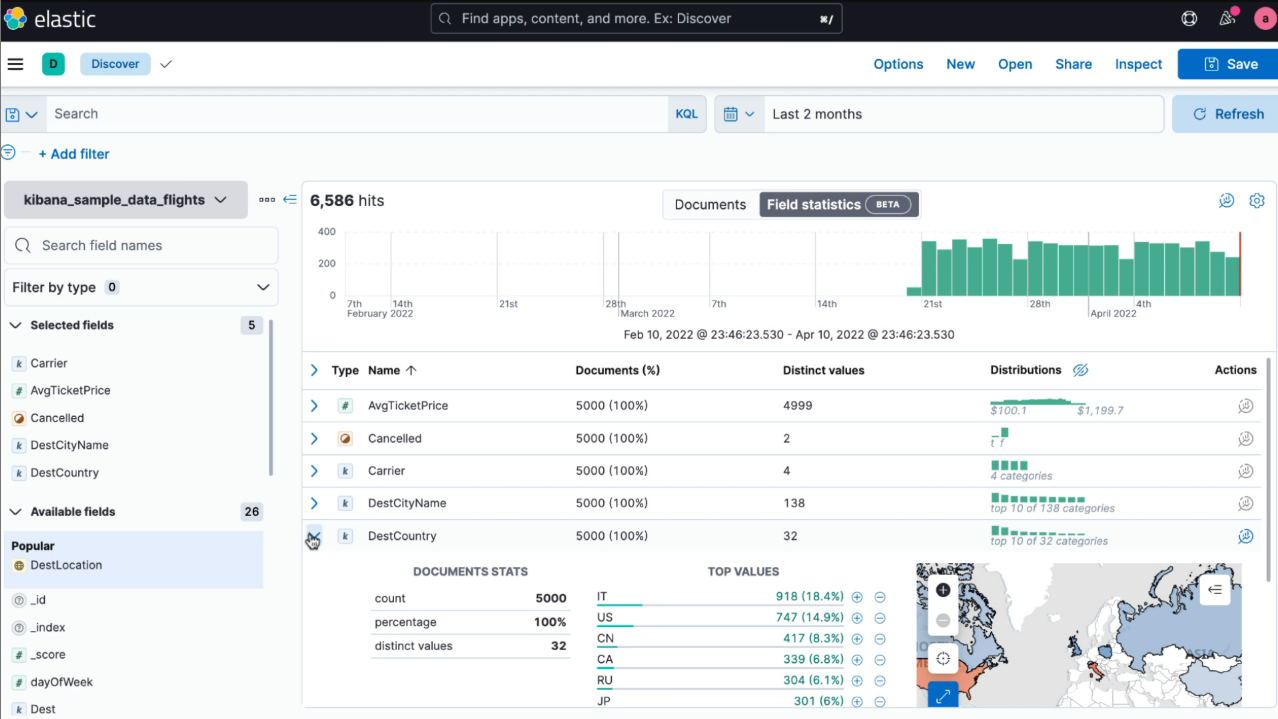 elastic
Find apps, content, and more. Ex: Discover
⌘/
a
D
Discover
Options
New
Open
Share
Inspect
Save
Search
KQL
Last 2 months
Refresh
+ Add filter
kibana_sample_data_flights
6,586 hits
Documents
Field statistics BETA
Search field names
Filter by type 0
400
200
0
7th 14th 21st 28th 7th 14th 21st 28th 4th
February 2022 March 2022 April 2022
Feb 10, 2022 @ 23:46:23.530 - Apr 10, 2022 @ 23:46:23.530
Selected fields 5
k Carrier
# AvgTicketPrice
Cancelled
k DestCityName
k DestCountry
Available fields 26
Popular
DestLocation
_id
_index
# _score
# dayOfWeek
k Dest
Type Name Documents (%) Distinct values Distributions Actions
# AvgTicketPrice 5000 (100%) 4999 $100.1 $1,199.7
Cancelled 5000 (100%) 2 t f
k Carrier 5000 (100%) 4 4 categories
k DestCityName 5000 (100%) 138 top 10 of 138 categories
k DestCountry 5000 (100%) 32 top 10 of 32 categories
DOCUMENTS STATS
count 5000
percentage 100%
distinct values 32
TOP VALUES
IT 918 (18.4%)
US 747 (14.9%)
CN 417 (8.3%)
CA 339 (6.8%)
RU 304 (6.1%)
JP 301 (6%)